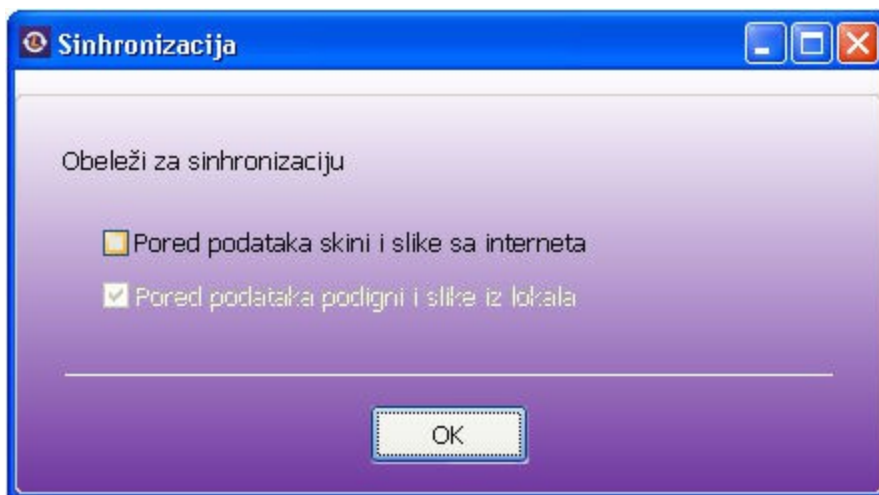 Sinhronizacija
Obeleži za sinhronizaciju
Pored podataka skini i slike sa interneta
Pored podataka podigni i slike iz lokala
OK